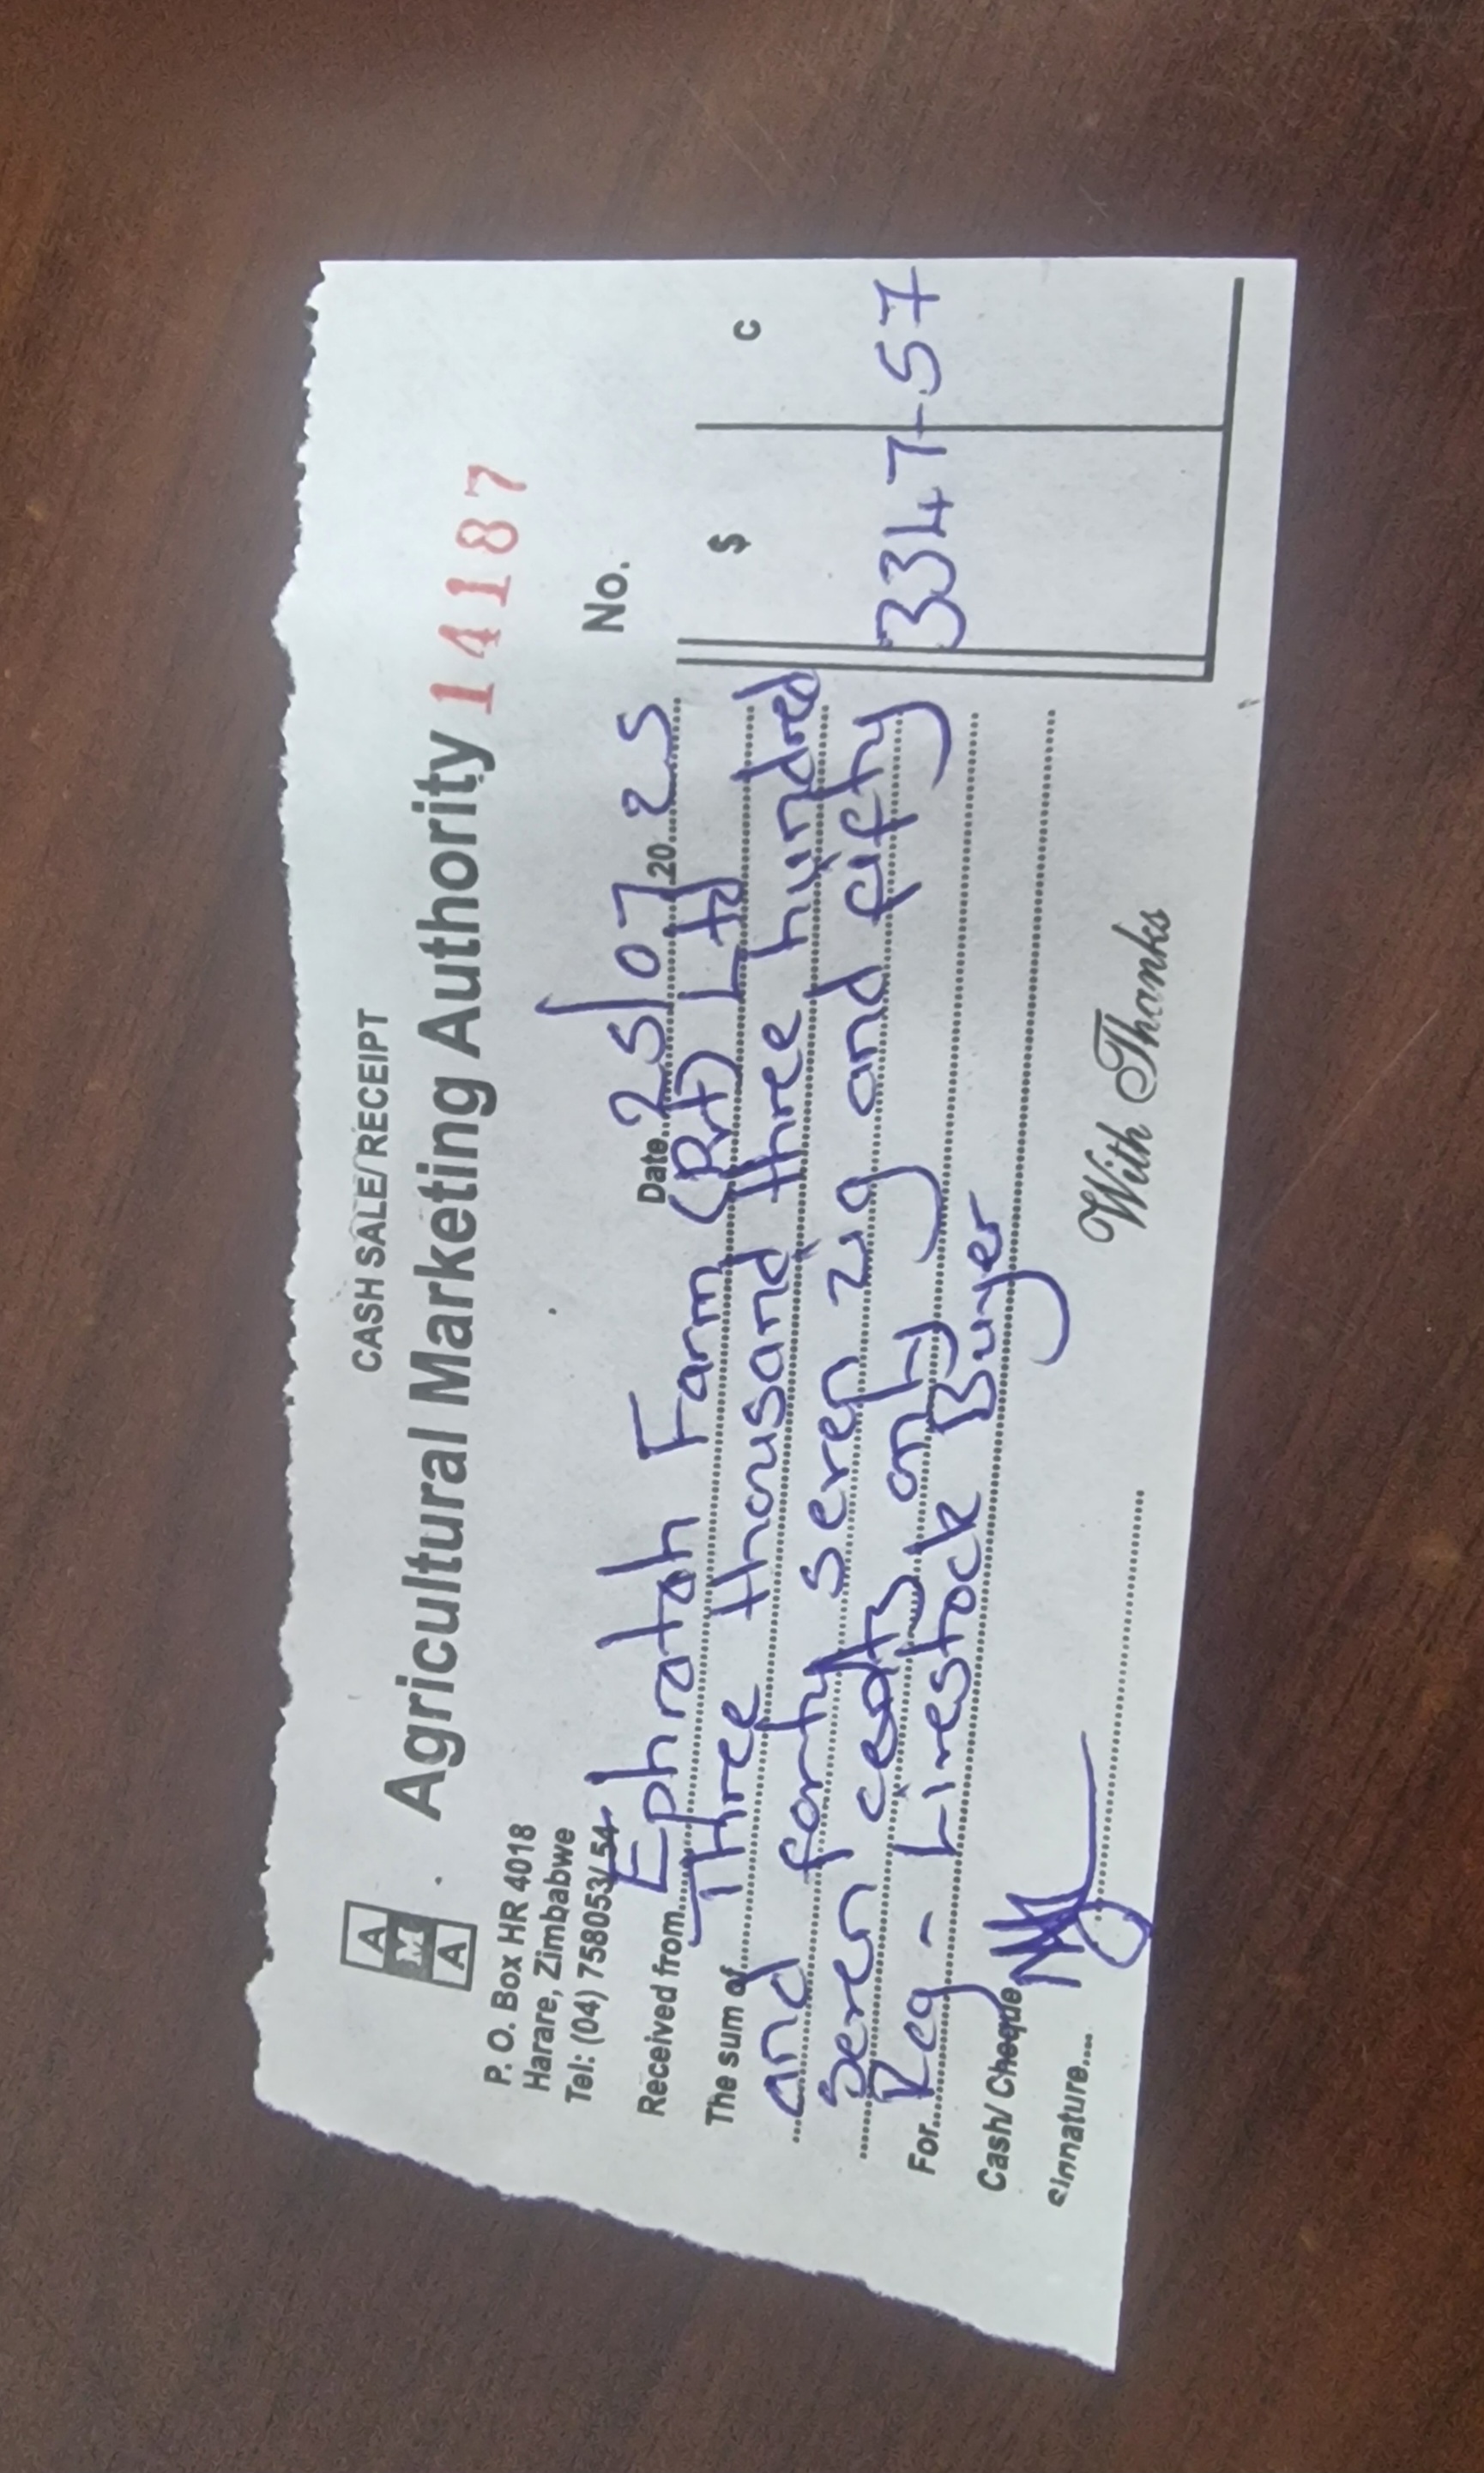 CASH SALE/RECEIPT
AMA
Agricultural Marketing Authority 14187
P. O. Box HR 4018
Harare, Zimbabwe
Tel: (04) 758053/54
No.
Date 25/07 20 25
Received from Ephratah Farm (Pvt) Ltd
$ c
The sum of Three thousand three hundred
and forty seven zig and fifty 3347-57
seven cents only
For Reg - Livestock Buyer
Cash/ Cheque
With Thanks
Signature